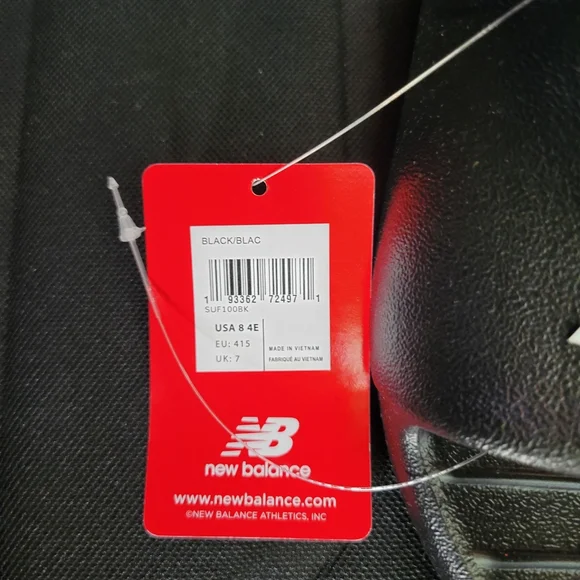 BLACK/BLAC
1 93362 72497 1
SUF100BK
USA 8 4E
EU: 415
UK: 7
MADE IN VIETNAM
FABRIQUÉ AU VIETNAM
NB
new balance
www.newbalance.com
©NEW BALANCE ATHLETICS, INC